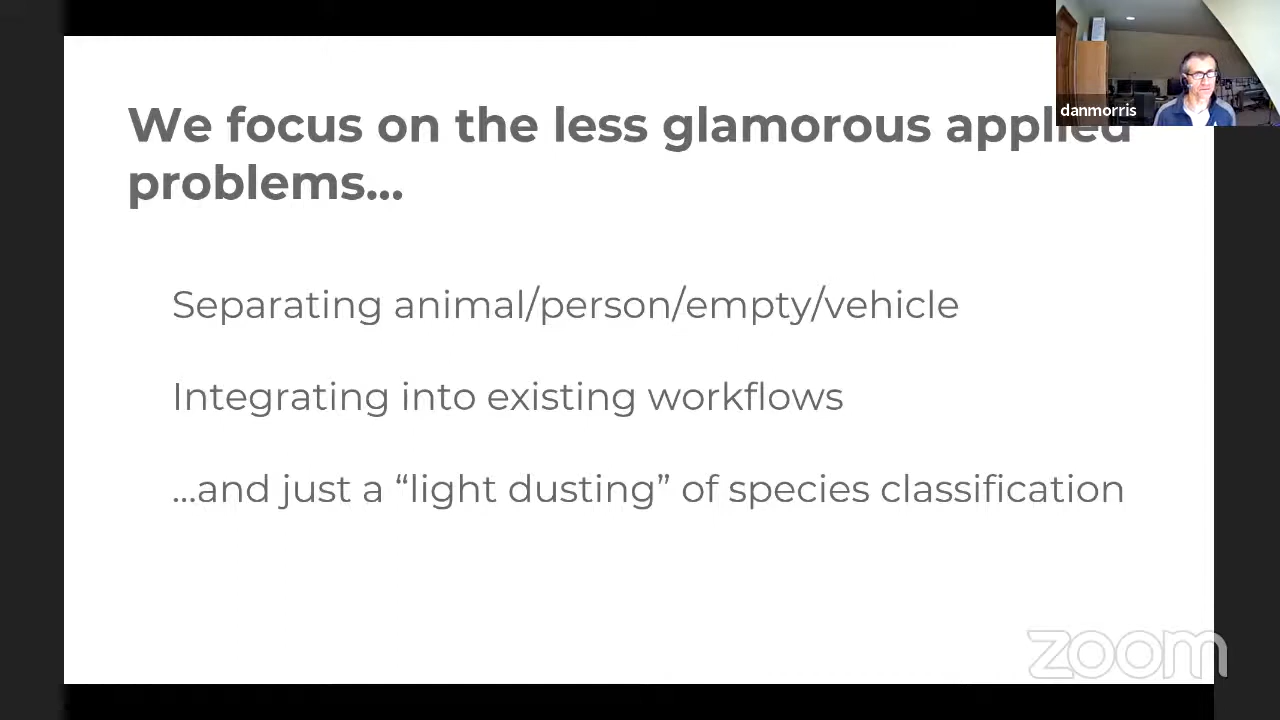 We focus on the less glamorous applied
problems...
danmorris
Separating animal/person/empty/vehicle
Integrating into existing workflows
...and just a “light dusting” of species classification
zoom